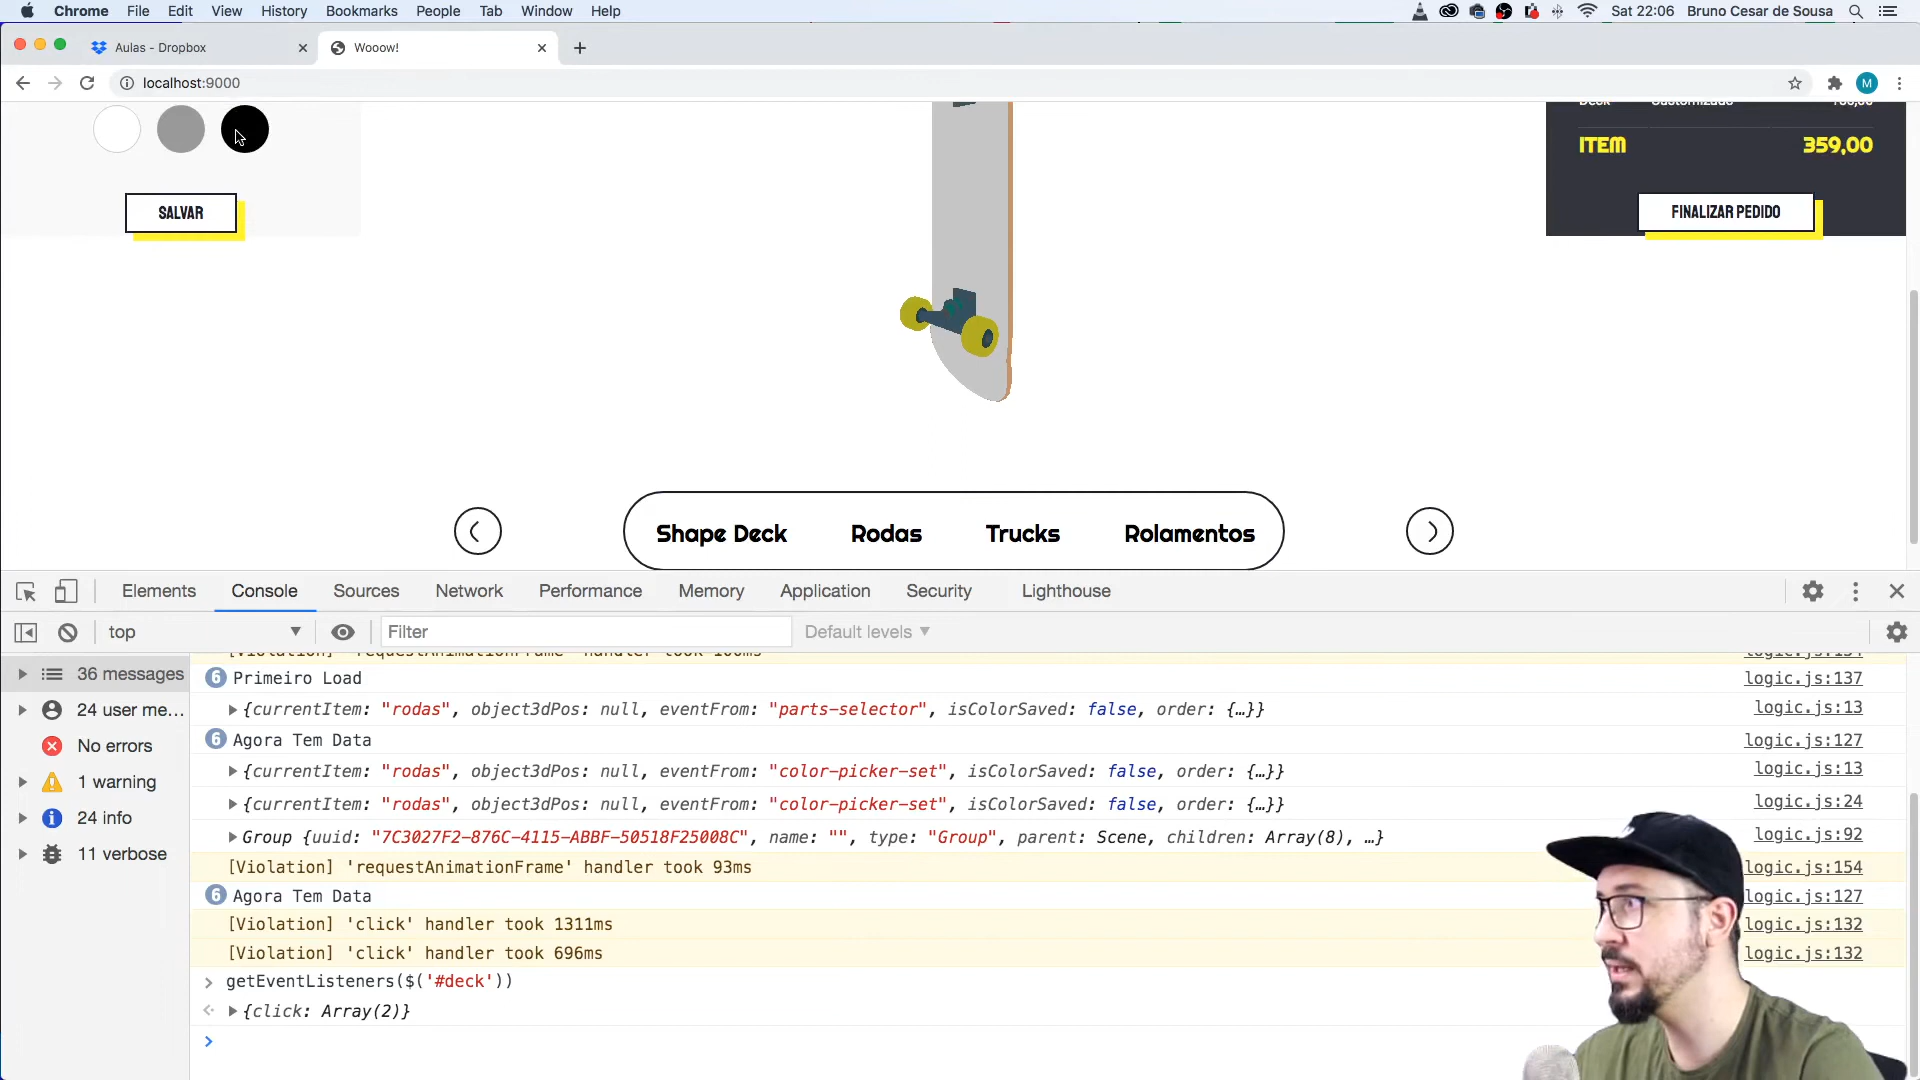 Chrome File Edit View History Bookmarks People Tab Window Help Sat 22:06 Bruno Cesar de Sousa
Aulas - Dropbox Wooow!
localhost:9000 M
Deck Customizado
ITEM 359,00
SALVAR FINALIZAR PEDIDO
Shape Deck Rodas Trucks Rolamentos
Elements Console Sources Network Performance Memory Application Security Lighthouse
top Filter Default levels ▼
36 messages
24 user me...
No errors
1 warning
24 info
11 verbose
6 Primeiro Load logic.js:137
{currentItem: "rodas", object3dPos: null, eventFrom: "parts-selector", isColorSaved: false, order: {…}} logic.js:13
6 Agora Tem Data logic.js:127
{currentItem: "rodas", object3dPos: null, eventFrom: "color-picker-set", isColorSaved: false, order: {…}} logic.js:13
{currentItem: "rodas", object3dPos: null, eventFrom: "color-picker-set", isColorSaved: false, order: {…}} logic.js:24
Group {uuid: "7C3027F2-876C-4115-ABBF-50518F25008C", name: "", type: "Group", parent: Scene, children: Array(8), …} logic.js:92
[Violation] 'requestAnimationFrame' handler took 93ms logic.js:154
6 Agora Tem Data logic.js:127
[Violation] 'click' handler took 1311ms logic.js:132
[Violation] 'click' handler took 696ms logic.js:132
getEventListeners($('#deck'))
{click: Array(2)}